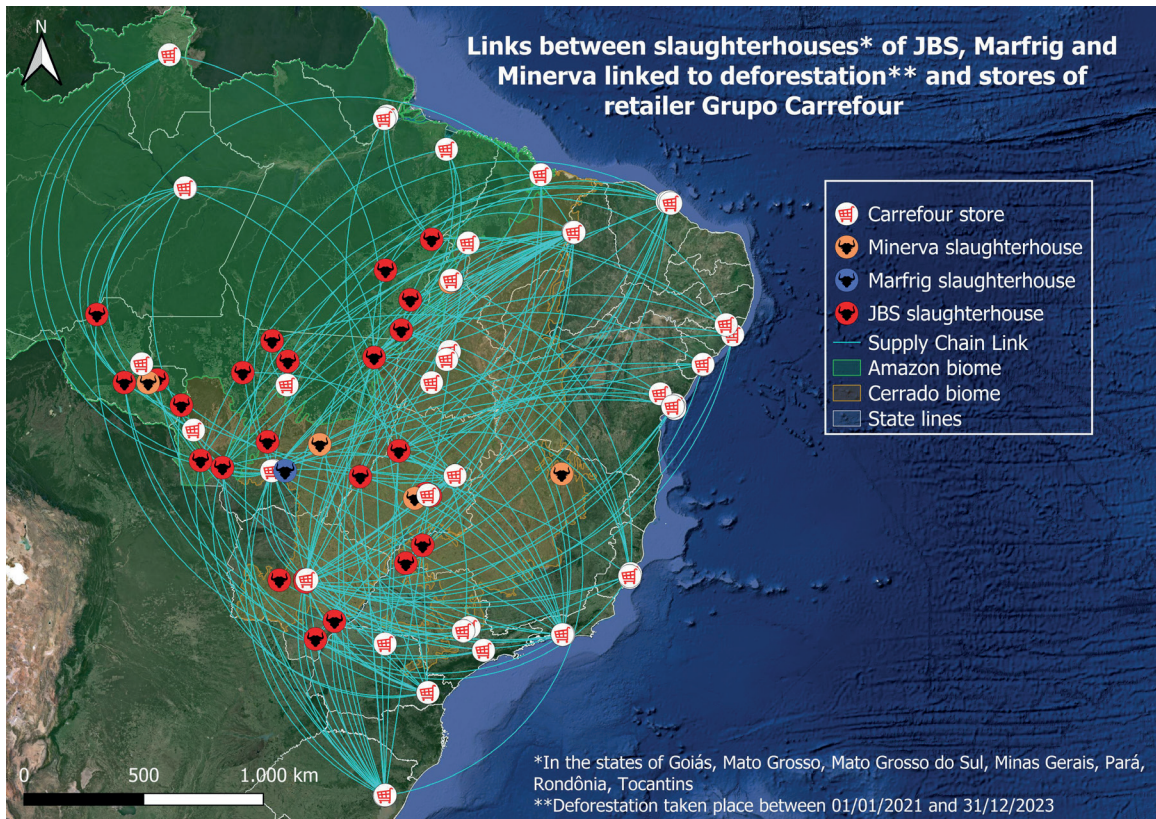 N
Links between slaughterhouses* of JBS, Marfrig and
Minerva linked to deforestation** and stores of
retailer Grupo Carrefour
Carrefour store
Minerva slaughterhouse
Marfrig slaughterhouse
JBS slaughterhouse
Supply Chain Link
Amazon biome
Cerrado biome
State lines
0 500 1.000 km
*In the states of Goiás, Mato Grosso, Mato Grosso do Sul, Minas Gerais, Pará,
Rondônia, Tocantins
**Deforestation taken place between 01/01/2021 and 31/12/2023